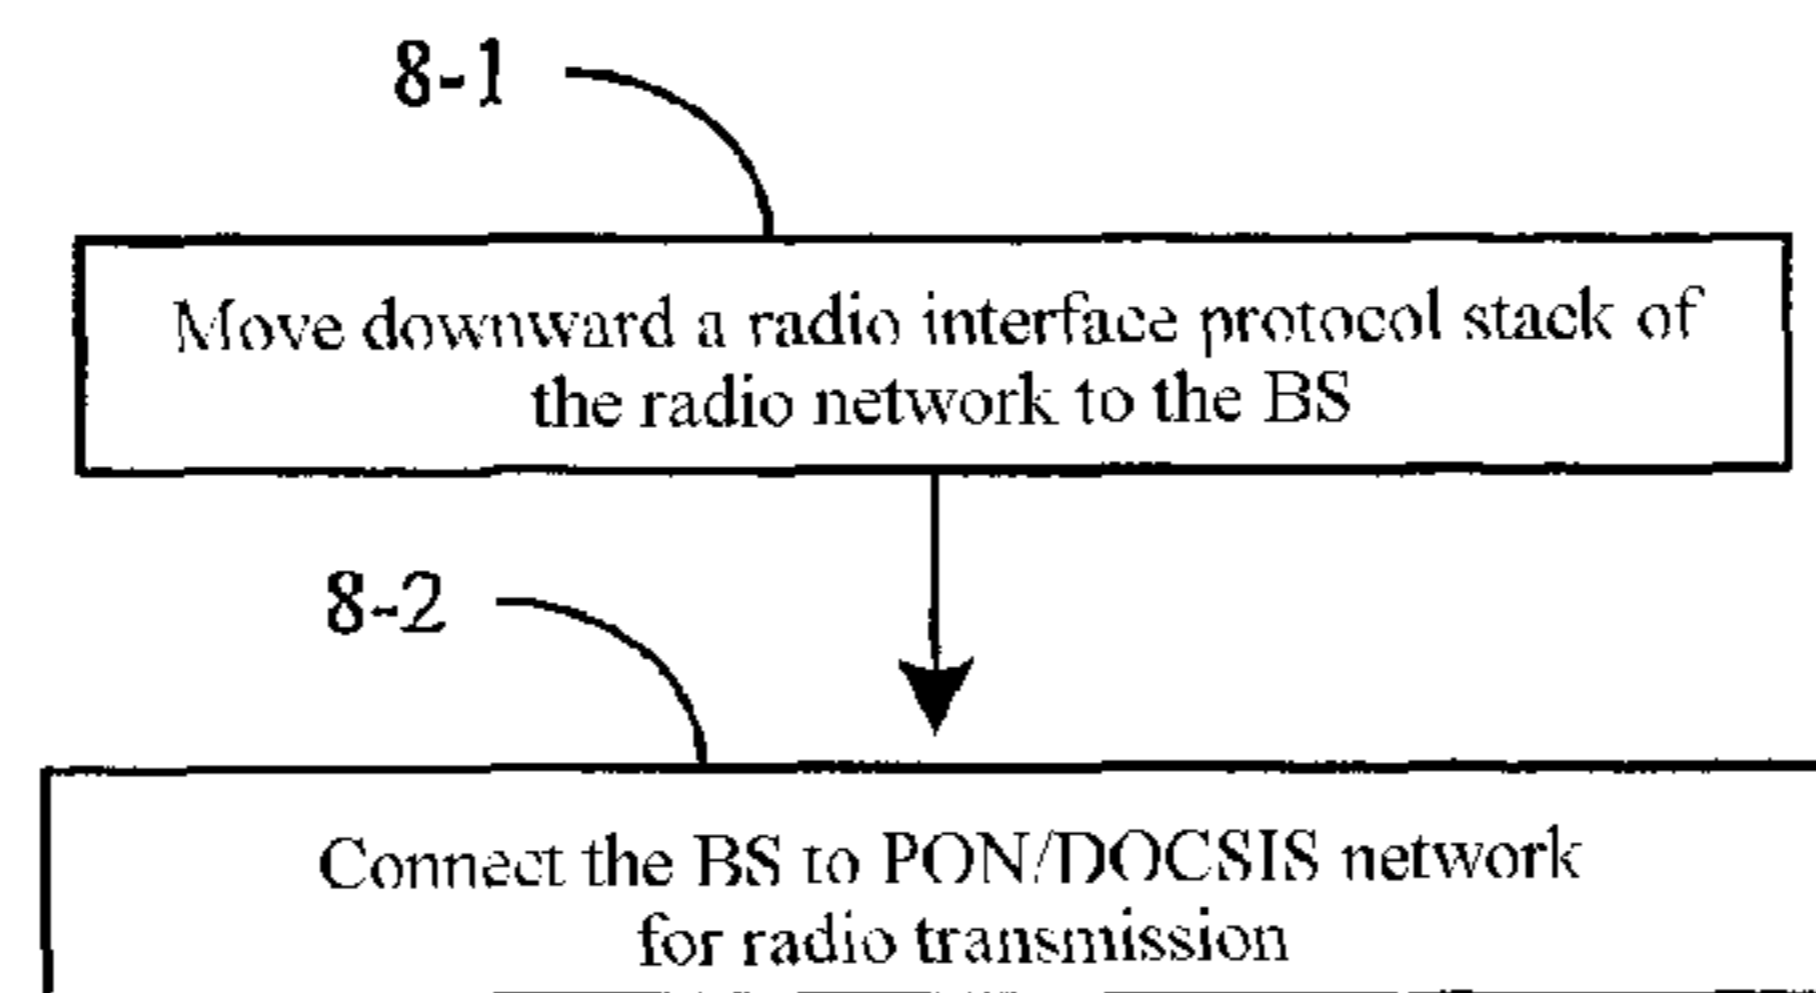 8-1
Move downward a radio interface protocol stack of
the radio network to the BS
8-2
Connect the BS to PON/DOCSIS network
for radio transmission